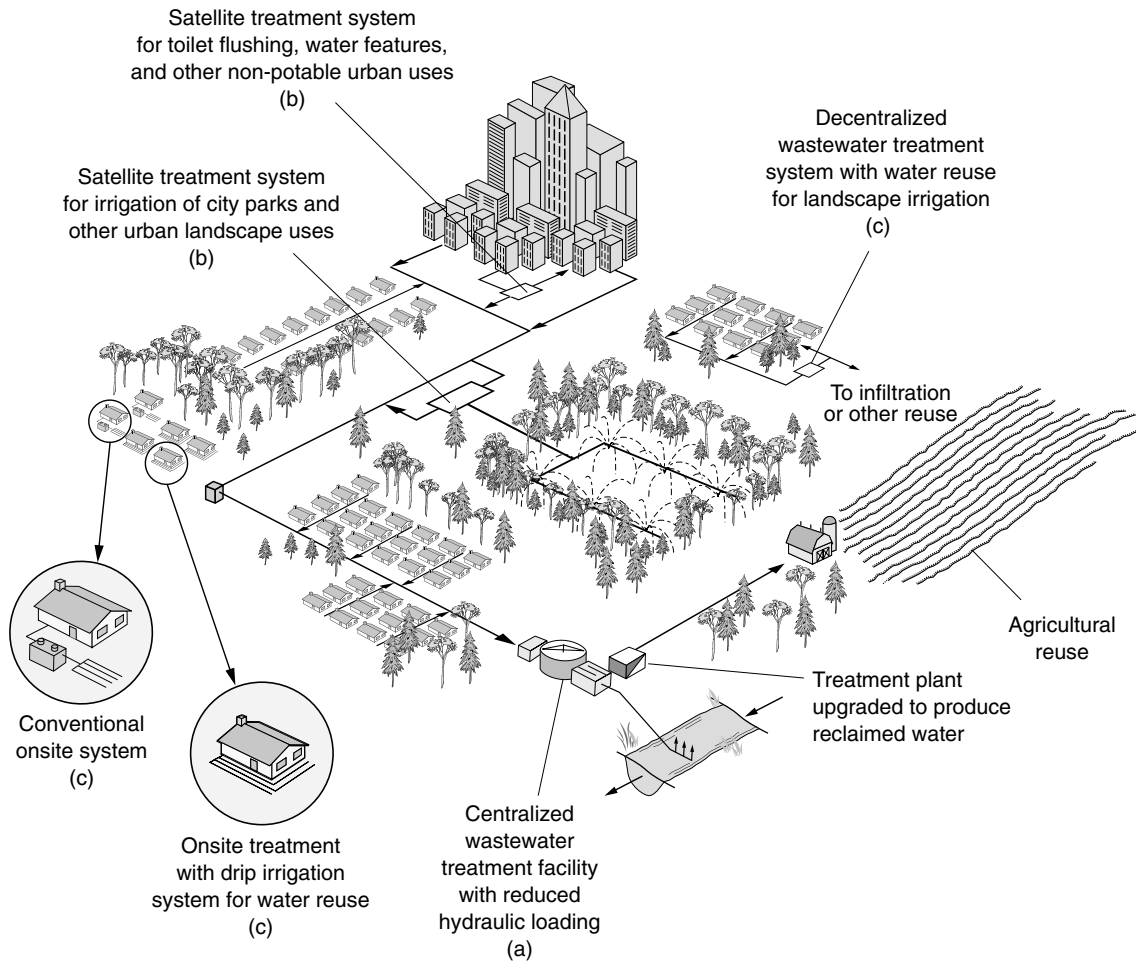 Satellite treatment system
for toilet flushing, water features,
and other non-potable urban uses
(b)
Decentralized
wastewater treatment
system with water reuse
for landscape irrigation
(c)
Satellite treatment system
for irrigation of city parks and
other urban landscape uses
(b)
To infiltration
or other reuse
Agricultural
reuse
Treatment plant
upgraded to produce
reclaimed water
Conventional
onsite system
(c)
Onsite treatment
with drip irrigation
system for water reuse
(c)
Centralized
wastewater
treatment facility
with reduced
hydraulic loading
(a)